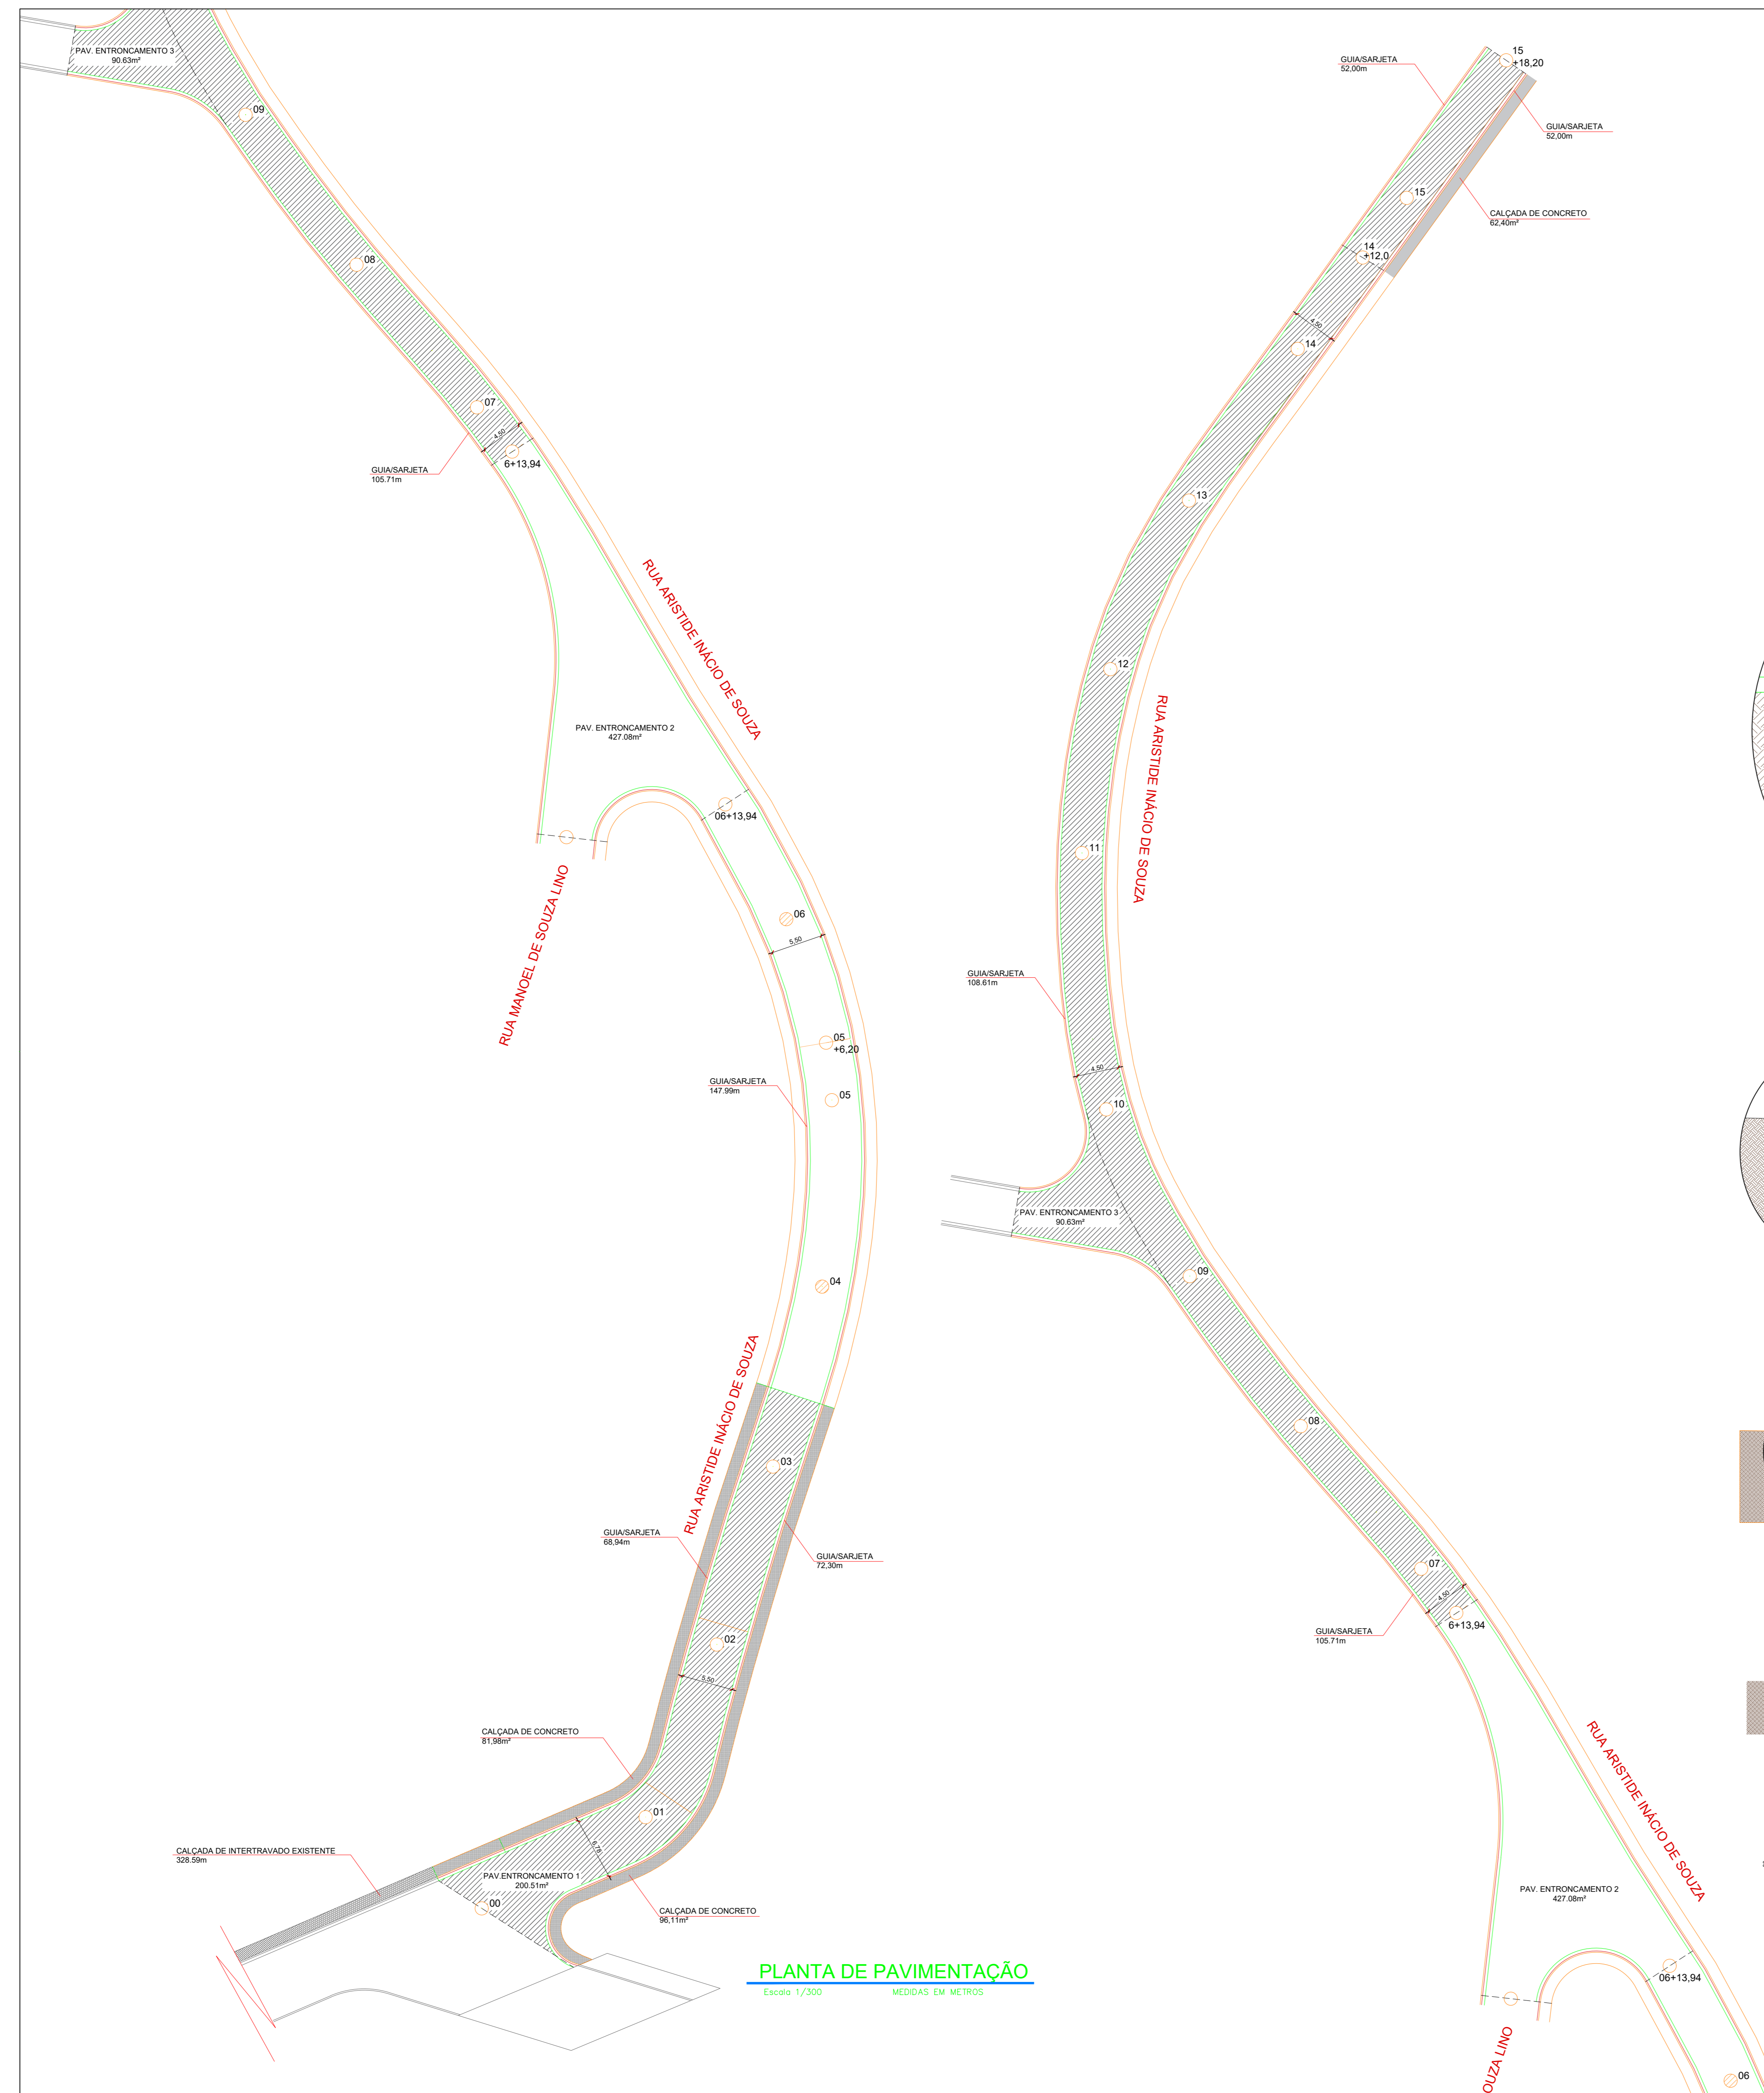 PAV. ENTRONCAMENTO 3
90.63m²
09
08
07
4,50
6+13,94
GUIA/SARJETA
105.71m
RUA ARISTIDE INÁCIO DE SOUZA
PAV. ENTRONCAMENTO 2
427.08m²
06+13,94
RUA MANOEL DE SOUZA LINO
06
5,50
05
+6,20
GUIA/SARJETA
147.99m
05
04
RUA ARISTIDE INÁCIO DE SOUZA
03
GUIA/SARJETA
68,94m
GUIA/SARJETA
72,30m
02
5,50
CALÇADA DE CONCRETO
81,98m²
01
6,78
CALÇADA DE INTERTRAVADO EXISTENTE
328.59m
PAV.ENTRONCAMENTO 1
200.51m²
00
CALÇADA DE CONCRETO
96,11m²
PLANTA DE PAVIMENTAÇÃO
Escala 1/300
MEDIDAS EM METROS.
15
+18,20
GUIA/SARJETA
52,00m
GUIA/SARJETA
52,00m
15
CALÇADA DE CONCRETO
62,40m²
14
+12,0
4,50
14
13
12
RUA ARISTIDE INÁCIO DE SOUZA
11
GUIA/SARJETA
108.61m
4,50
10
PAV. ENTRONCAMENTO 3
90.63m²
09
08
07
4,50
6+13,94
GUIA/SARJETA
105.71m
RUA ARISTIDE INÁCIO DE SOUZA
PAV. ENTRONCAMENTO 2
427.08m²
06+13,94
OUZA LINO
06